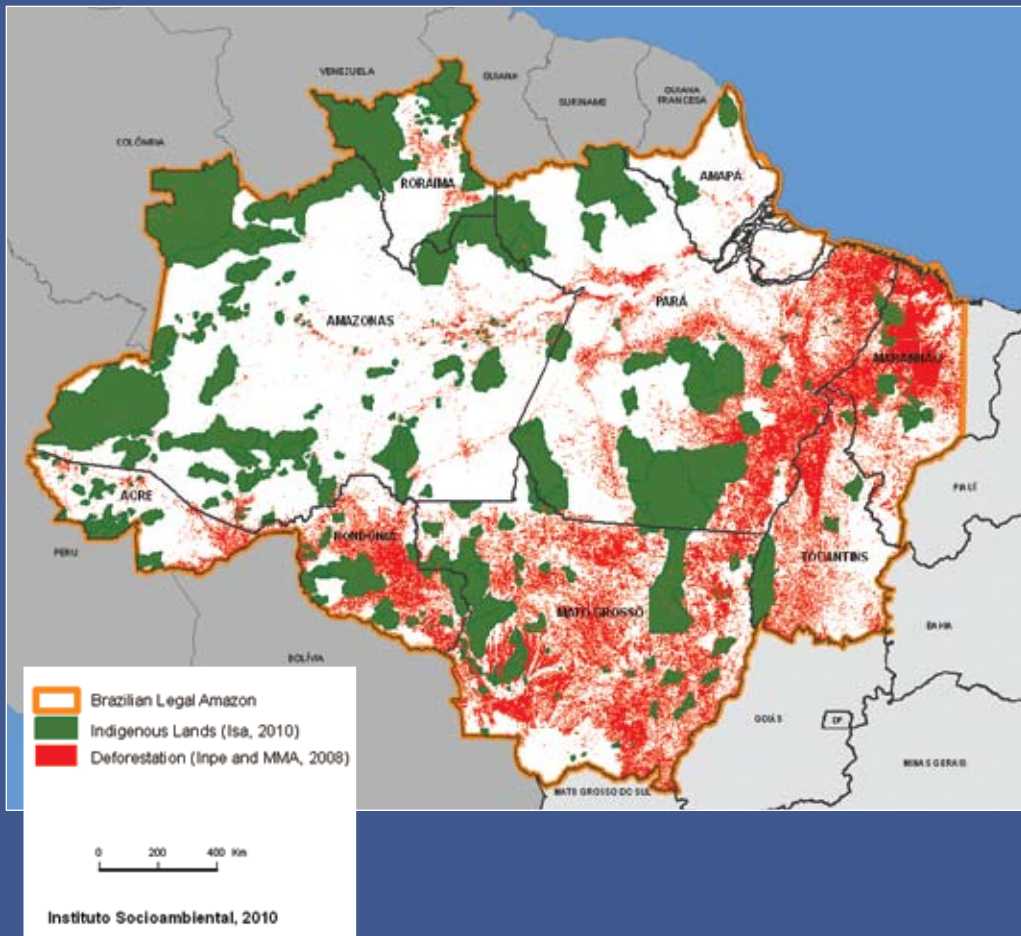 VENEZUELA
GUIANA
SURINAME
GUIANA
FRANCESA
COLÔMBIA
RORAIMA
AMAPÁ
AMAZONAS
PARÁ
MARANHÃO
PIAUÍ
ACRE
PERU
RONDÔNIA
TOCANTINS
MATO GROSSO
BAHIA
BOLÍVIA
GOIÁS
DF
MINAS GERAIS
MATO GROSSO DO SUL
Brazilian Legal Amazon
Indigenous Lands (Isa, 2010)
Deforestation (Inpe and MMA, 2008)
0 200 400 Km
Instituto Socioambiental, 2010